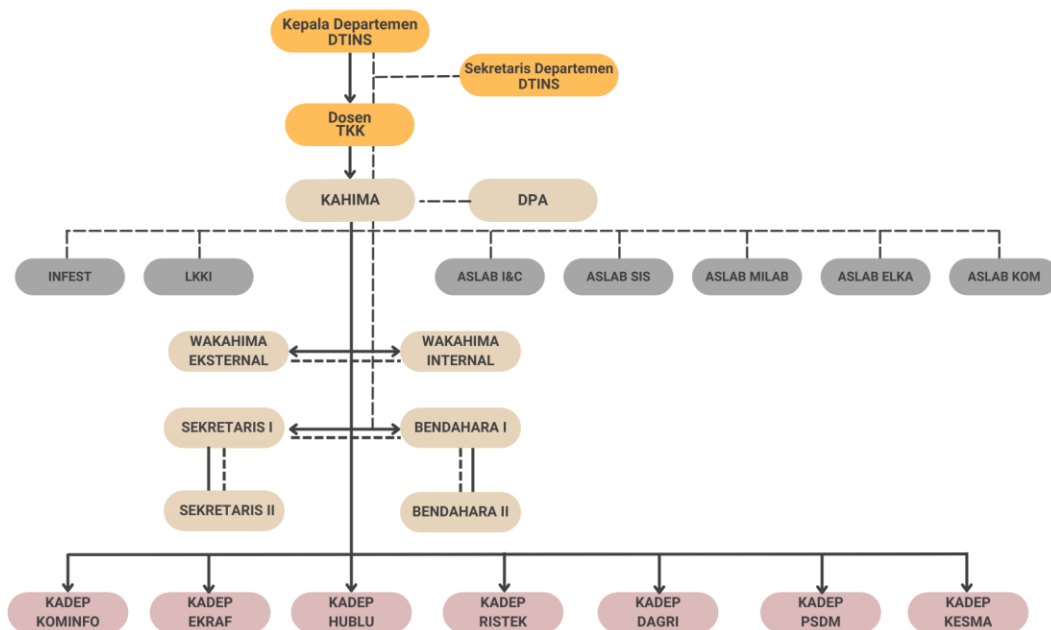 Kepala Departemen
DTINS
Sekretaris Departemen
DTINS
Dosen
TKK
KAHIMA
DPA
INFEST
LKKI
ASLAB I&C
ASLAB SIS
ASLAB MILAB
ASLAB ELKA
ASLAB KOM
WAKAHIMA
EKSTERNAL
WAKAHIMA
INTERNAL
SEKRETARIS I
BENDAHARA I
SEKRETARIS II
BENDAHARA II
KADEP
KOMINFO
KADEP
EKRAF
KADEP
HUBLU
KADEP
RISTEK
KADEP
DAGRI
KADEP
PSDM
KADEP
KESMA